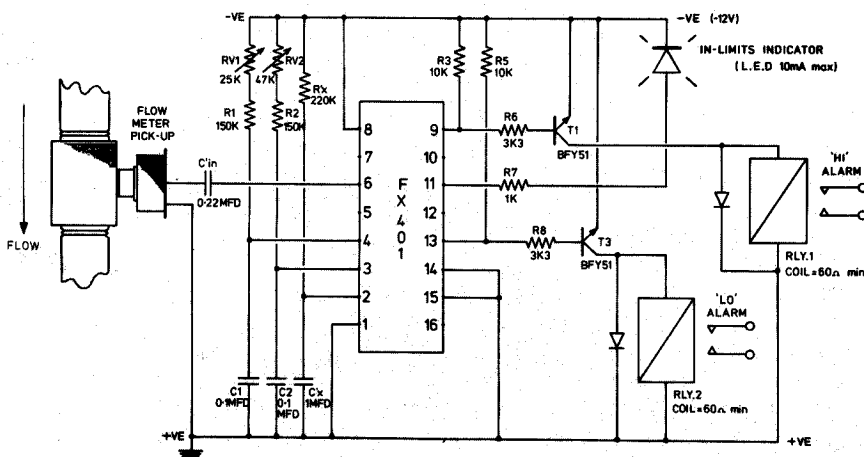 -VE
-VE (-12V)
RV1
25K
RV2
47K
R'x
220K
R3
10K
R5
10K
IN-LIMITS INDICATOR
(L.E.D 10mA max)
R1
150K
R2
150K
FLOW
METER
PICK-UP
C'in
0·22MFD
FLOW
8
7
6
5
4
3
2
1
FX401
9
10
11
12
13
14
15
16
R6
3K3
T1
BFY51
R7
1K
R8
3K3
T3
BFY51
'HI'
ALARM
RLY.1
COIL=60Ω min
'LO'
ALARM
RLY.2
COIL=60Ω min
C1
0·1MFD
C2
0·1
MFD
C'x
1MFD
+VE
+VE